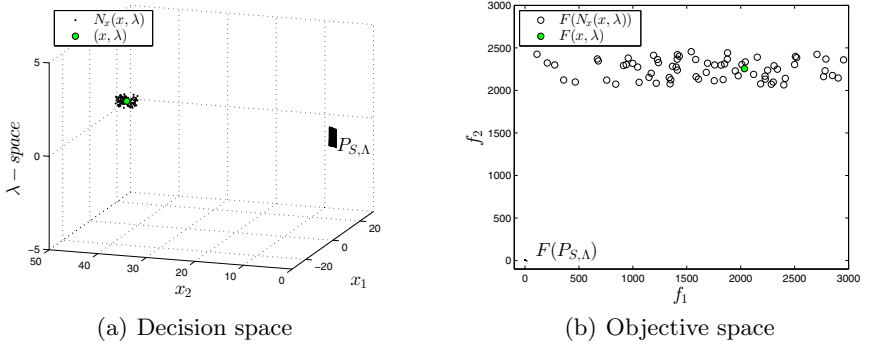 N_x(x, λ)
(x, λ)
5
0
−5
λ − space
P_{S,Λ}
50
40
30
20
10
0
x_2
−20
0
20
x_1
(a) Decision space
F(N_x(x, λ))
F(x, λ)
3000
2500
2000
1500
1000
500
0
f_2
F(P_{S,Λ})
0
500
1000
1500
2000
2500
3000
f_1
(b) Objective space